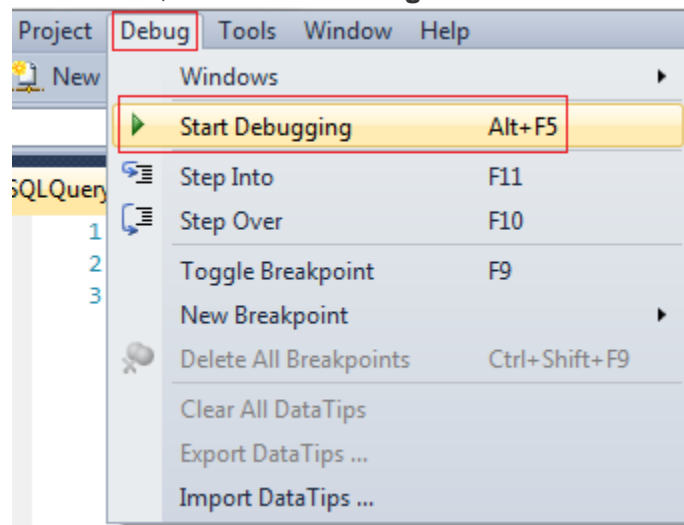 Project Debug Tools Window Help
New Windows
Start Debugging Alt+F5
Step Into F11
SQLQuery
Step Over F10
1
2
Toggle Breakpoint F9
3
New Breakpoint
Delete All Breakpoints Ctrl+Shift+F9
Clear All DataTips
Export DataTips ...
Import DataTips ...